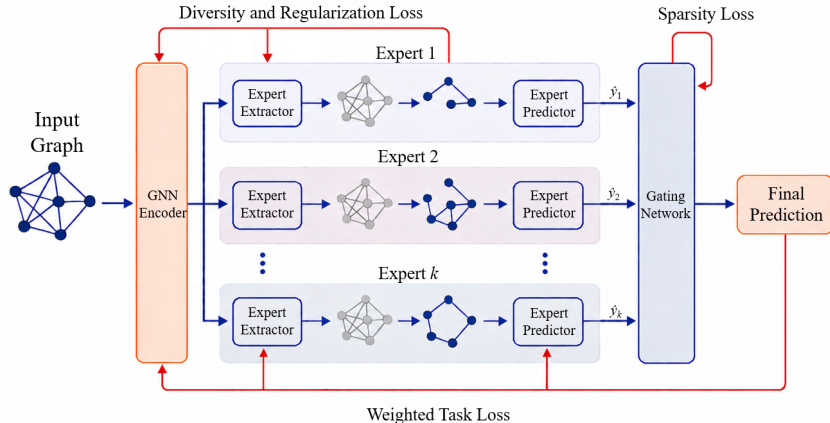 Diversity and Regularization Loss
Sparsity Loss
Expert 1
Input
Graph
GNN
Encoder
Expert
Extractor
Expert
Predictor
ŷ₁
Expert 2
Expert
Extractor
Expert
Predictor
ŷ₂
Gating
Network
Final
Prediction
Expert k
Expert
Extractor
Expert
Predictor
ŷₖ
Weighted Task Loss